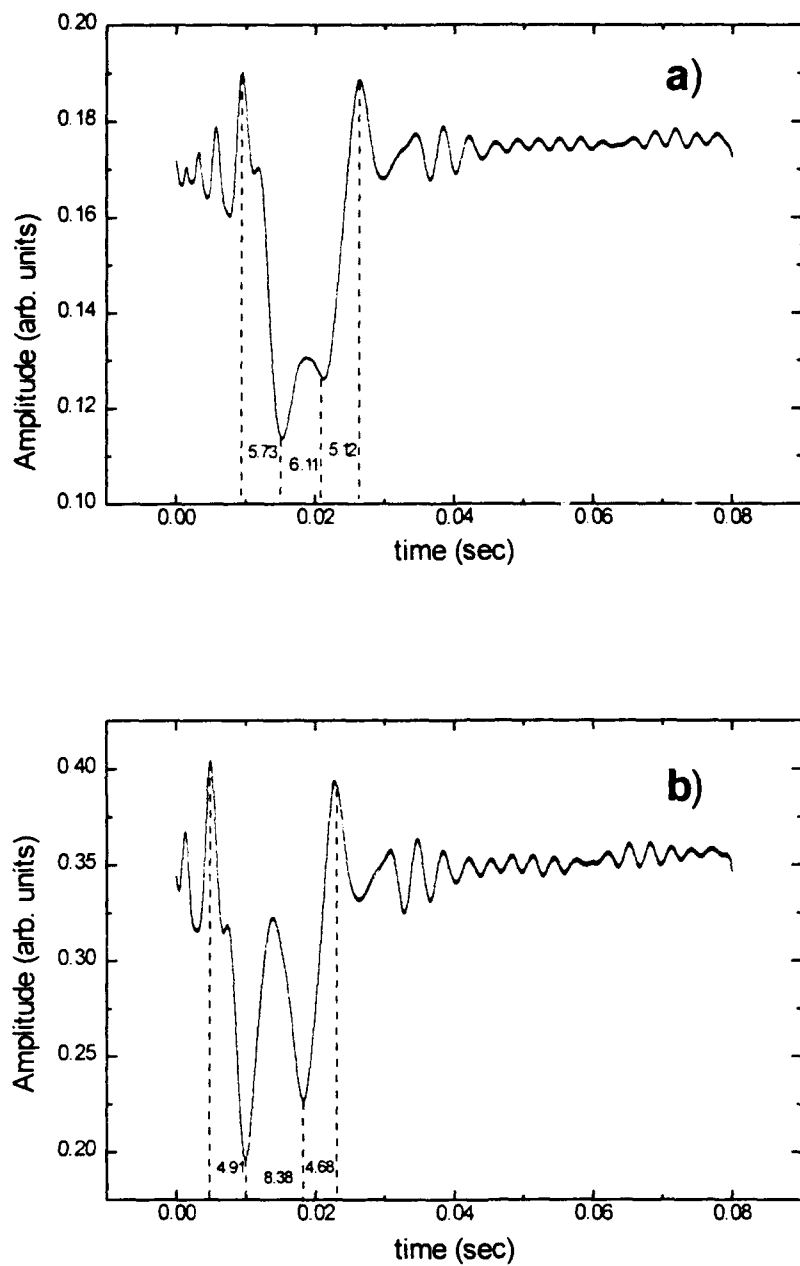 a)
0.20
0.18
0.16
0.14
0.12
0.10
Amplitude (arb. units)
5.73
6.11
5.12
0.00 0.02 0.04 0.06 0.08
time (sec)
b)
0.40
0.35
0.30
0.25
0.20
Amplitude (arb. units)
4.91
8.38
4.68
0.00 0.02 0.04 0.06 0.08
time (sec)